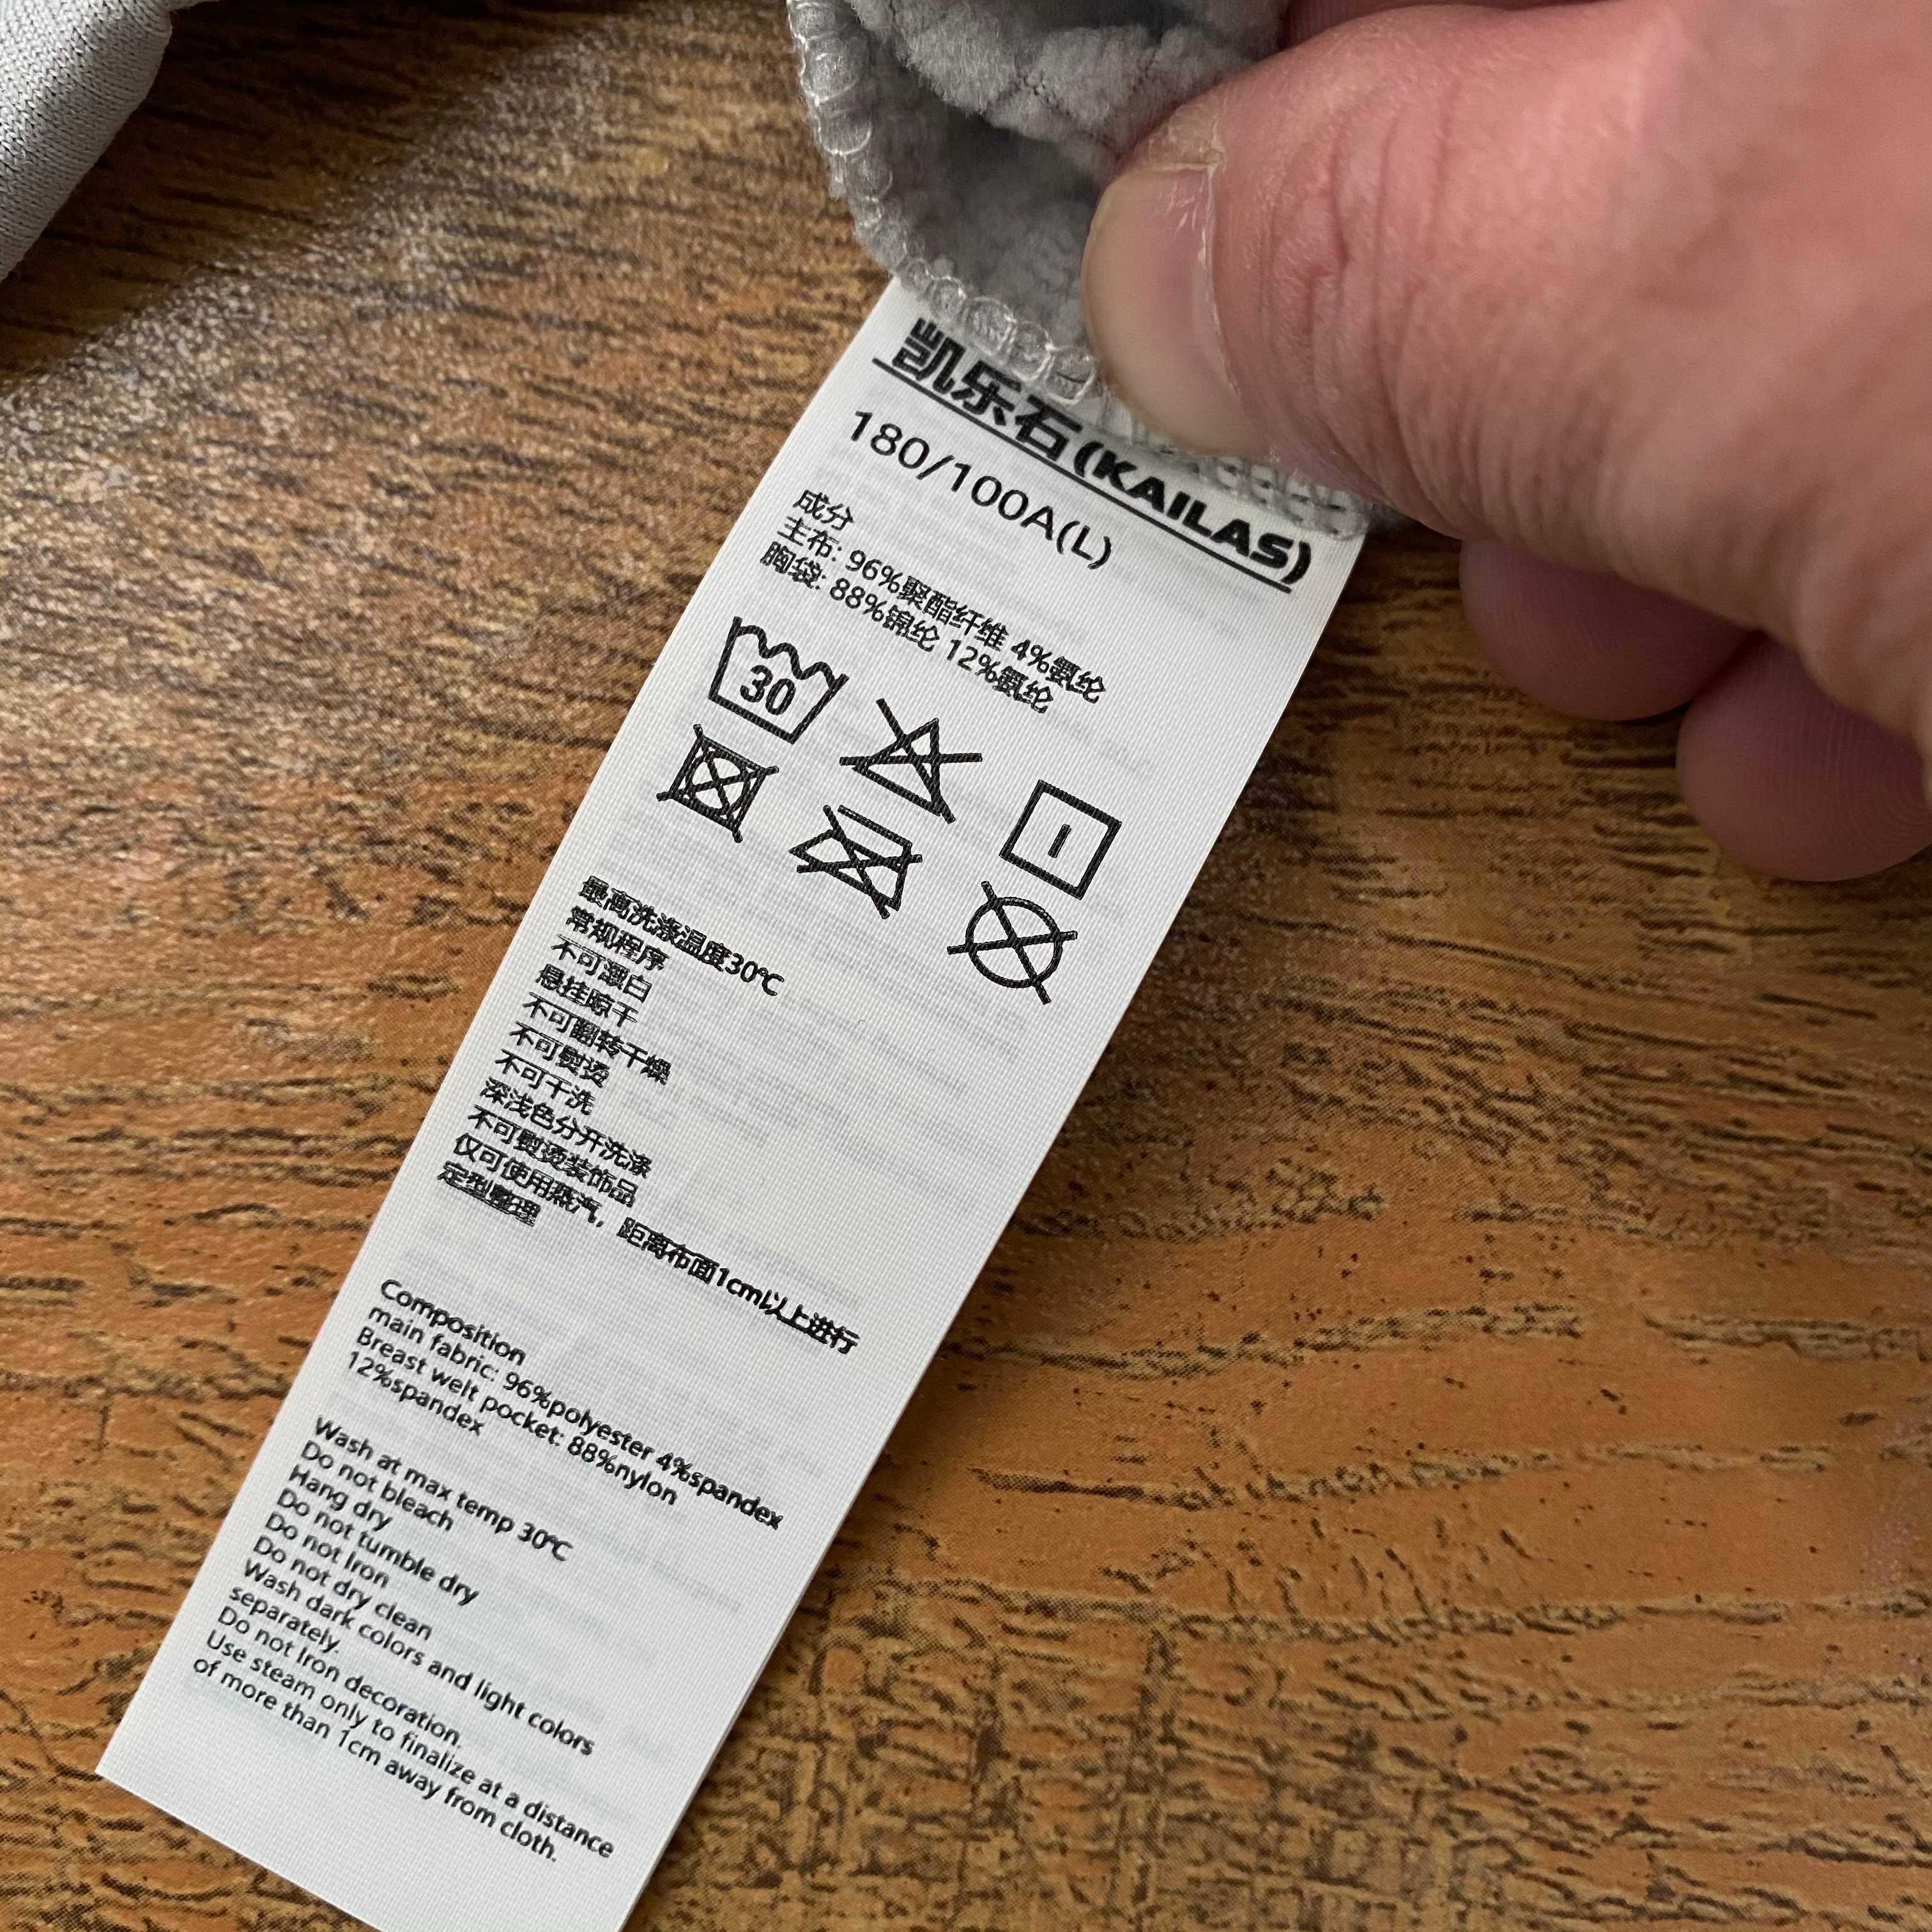 凯乐石(KAILAS)
180/100A(L)
成分
主布: 96%聚酯纤维 4%氨纶
胸袋: 88%锦纶 12%氨纶
30
最高洗涤温度30℃
常规程序
不可漂白
悬挂晾干
不可翻转干燥
不可熨烫
不可干洗
深浅色分开洗涤
不可熨烫装饰品
仅可使用蒸汽，距离布面1cm以上进行
定型整理
Composition
main fabric: 96%polyester 4%spandex
Breast welt pocket: 88%nylon
12%spandex
Wash at max temp 30℃
Do not bleach
Hang dry
Do not tumble dry
Do not Iron
Do not dry clean
Wash dark colors and light colors
separately.
Do not Iron decoration.
Use steam only to finalize at a distance
of more than 1cm away from cloth.